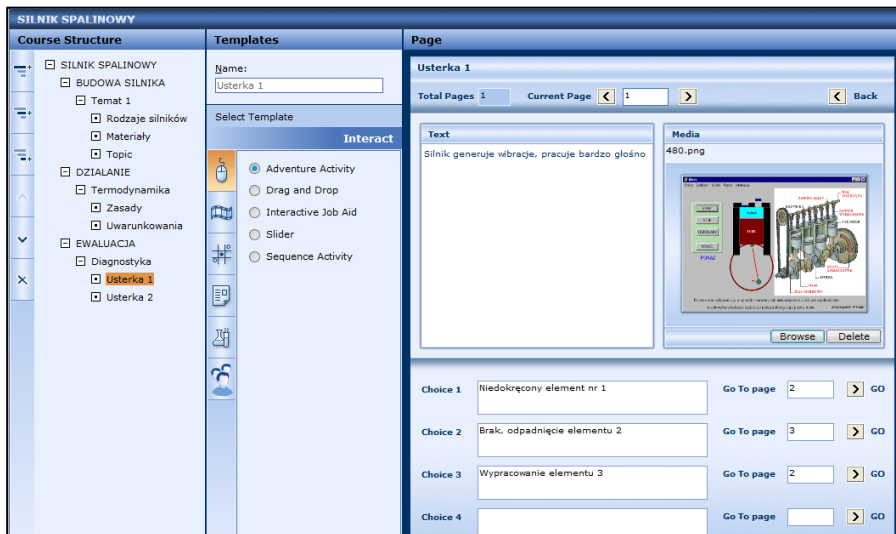 SILNIK SPALINOWY
Course Structure
SILNIK SPALINOWY
BUDOWA SILNIKA
Temat 1
Rodzaje silników
Materiały
Topic
DZIALANIE
Termodynamika
Zasady
Uwarunkowania
EWALUACJA
Diagnostyka
Usterka 1
Usterka 2
Templates
Name:
Usterka 1
Select Template
Interact
Adventure Activity
Drag and Drop
Interactive Job Aid
Slider
Sequence Activity
Page
Usterka 1
Total Pages 1 Current Page 1 Back
Text
Silnik generuje wibracje, pracuje bardzo głośno
Media
480.png
Browse Delete
Choice 1 Niedokręcony element nr 1 Go To page 2 GO
Choice 2 Brak, odpadnięcie elementu 2 Go To page 3 GO
Choice 3 Wypracowanie elementu 3 Go To page 2 GO
Choice 4 Go To page GO